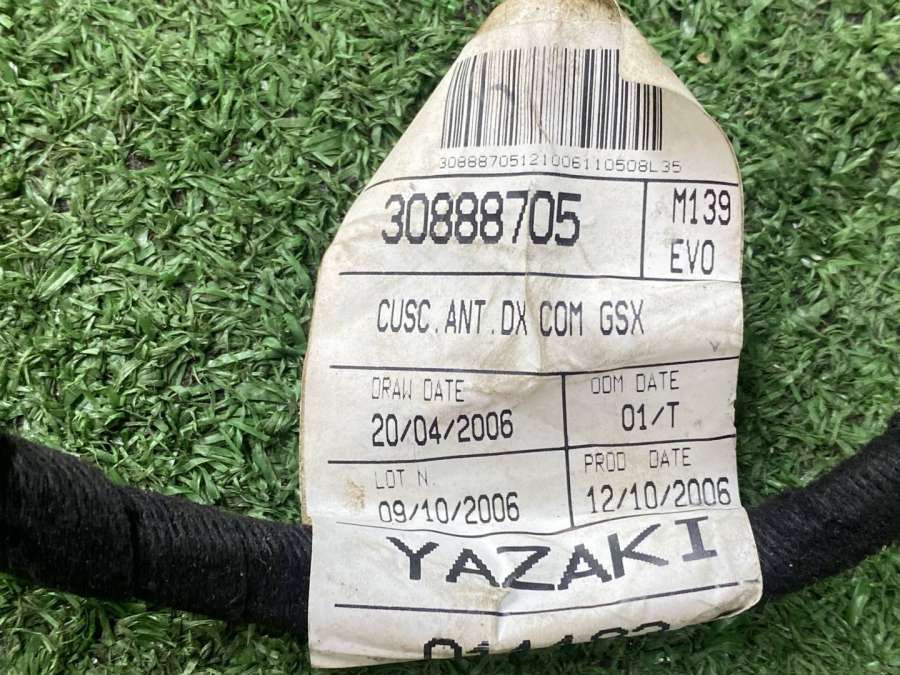 30888705121006110508L35
30888705
M139
EVO
CUSC.ANT.DX COM GSX
DRAW DATE
20/04/2006
ODM DATE
01/T
LOT N.
09/10/2006
PROD DATE
12/10/2006
YAZAKI